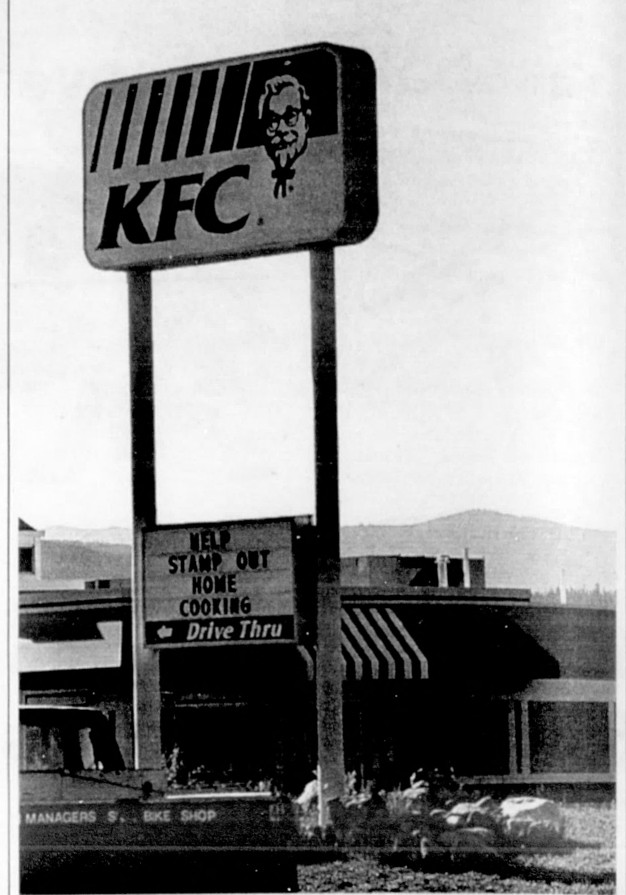 KFC
HELP
STAMP OUT
HOME
COOKING
Drive Thru
MANAGERS S. BIKE SHOP